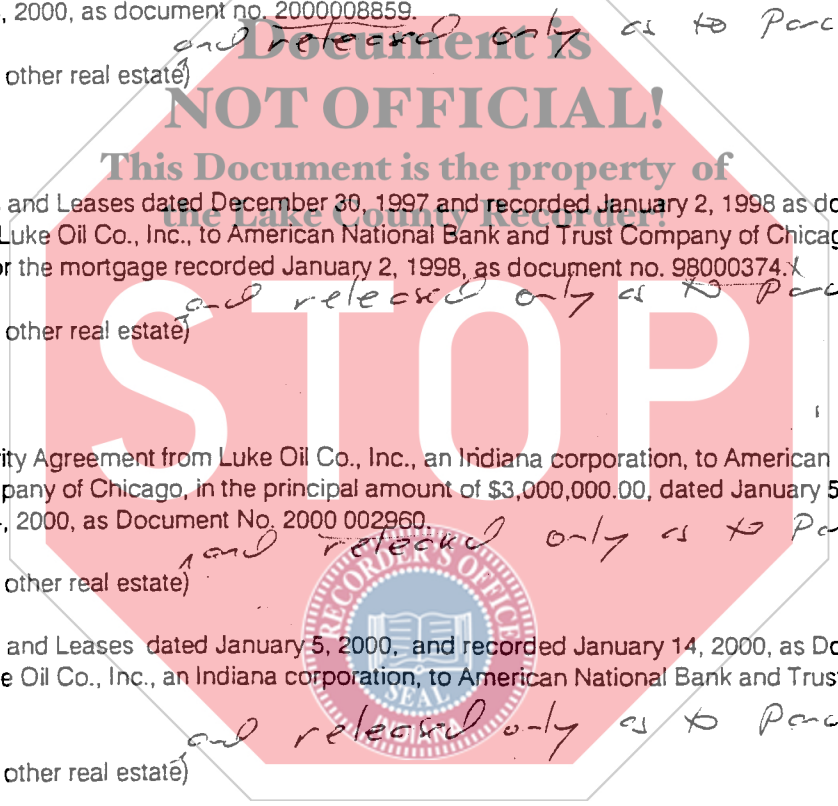 , 2000, as document no. 2000008859.
and released only as to Parc
Document is
other real estate)
NOT OFFICIAL!
This Document is the property of
and Leases dated December 30, 1997 and recorded January 2, 1998 as do
the Lake County Recorder!
Luke Oil Co., Inc., to American National Bank and Trust Company of Chicag
or the mortgage recorded January 2, 1998, as document no. 98000374.
and released only as to Parc
other real estate)
STOP
ity Agreement from Luke Oil Co., Inc., an Indiana corporation, to American
pany of Chicago, in the principal amount of $3,000,000.00, dated January 5
, 2000, as Document No. 2000 002960.
and released only as to Pa
other real estate)
RECORDER'S OFFICE
and Leases dated January 5, 2000, and recorded January 14, 2000, as Do
e Oil Co., Inc., an Indiana corporation, to American National Bank and Trus
SEAL
INDIANA
and released only as to Parc
other real estate)